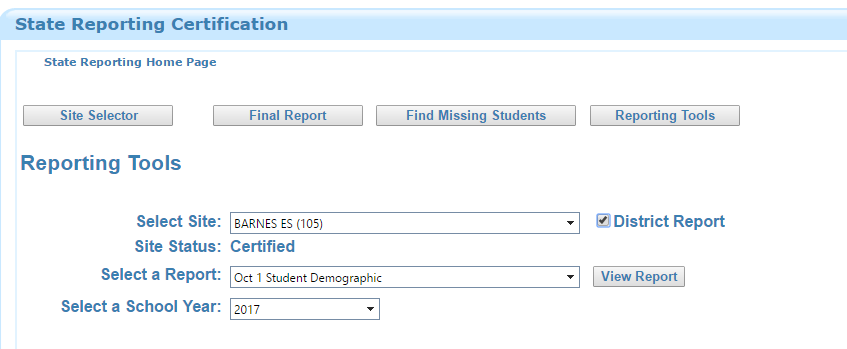 State Reporting Certification
State Reporting Home Page
Site Selector Final Report Find Missing Students Reporting Tools
Reporting Tools
Select Site: BARNES ES (105) District Report
Site Status: Certified
Select a Report: Oct 1 Student Demographic View Report
Select a School Year: 2017